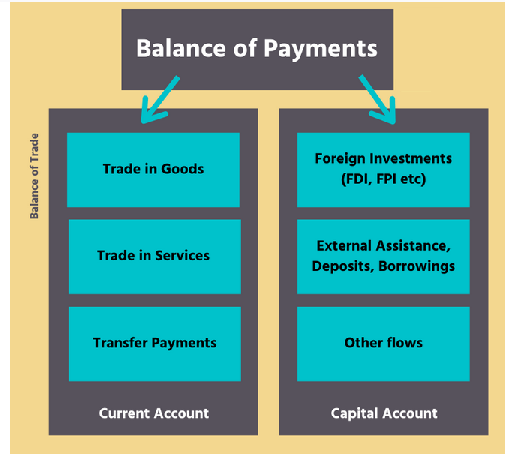 Balance of Payments
Balance of Trade
Trade in Goods
Trade in Services
Transfer Payments
Current Account
Foreign Investments
(FDI, FPI etc)
External Assistance,
Deposits, Borrowings
Other flows
Capital Account